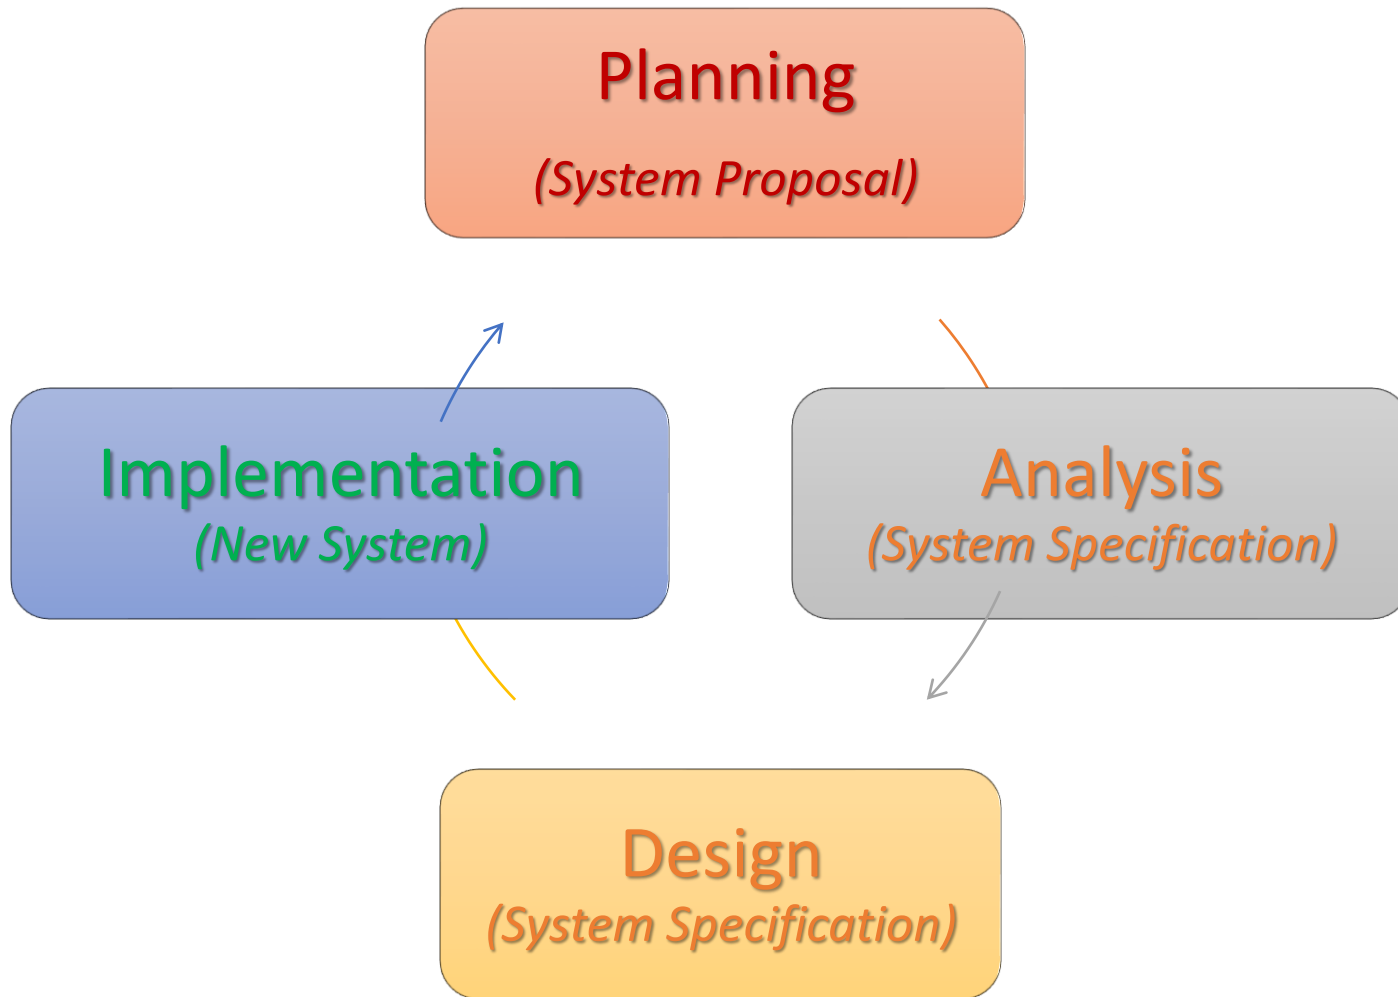 Planning
(System Proposal)
Implementation
(New System)
Analysis
(System Specification)
Design
(System Specification)